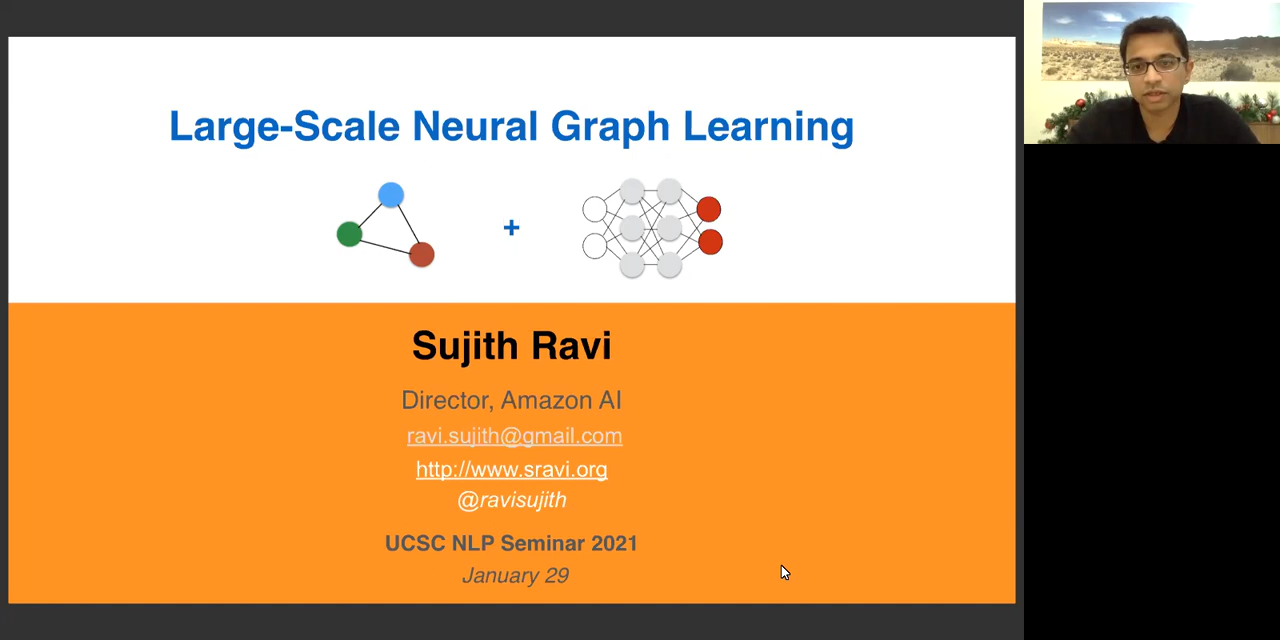 Large-Scale Neural Graph Learning
+
Sujith Ravi
Director, Amazon AI
ravi.sujith@gmail.com
http://www.sravi.org
@ravisujith
UCSC NLP Seminar 2021
January 29